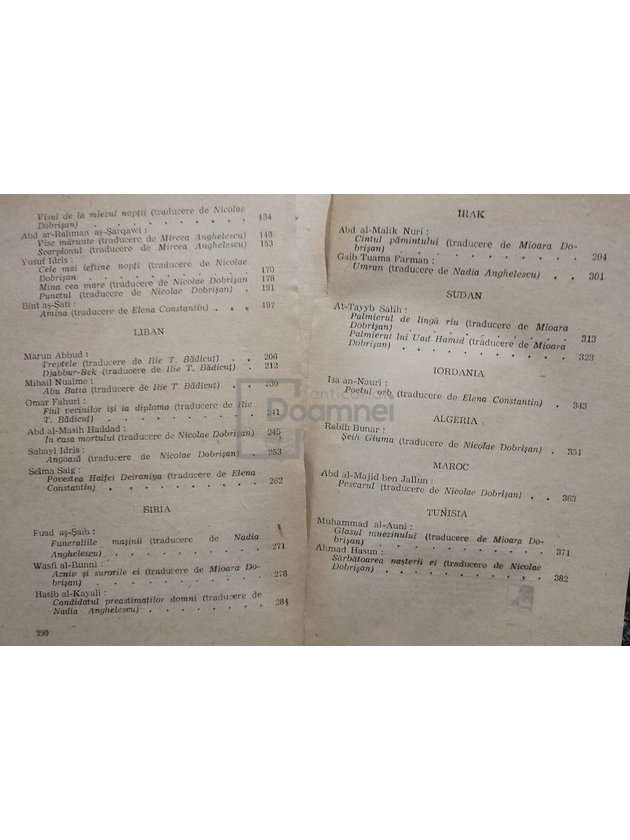 Visul de la miezul nopții (traducere de Nicolae
Dobrișan) . . . . . . . 134
Abd ar-Rahman aș-Șarqawi :
Vise mărunte (traducere de Mircea Anghelescu) 146
Scorpionul (traducere de Mircea Anghelescu) 153
Yusuf Idris :
Cele mai ieftine nopți (traducere de Nicolae
Dobrișan . . . . . . . 170
Mina cea mare (traducere de Nicolae Dobrișan 178
Punctul (traducere de Nicolae Dobrișan) . 191
Bint aș-Șati :
Amina (traducere de Elena Constantin) . . . 197
LIBAN
Marun Abbud :
Treptele (traducere de Ilie T. Bădicuț) . . 206
Djabbur-Bek (traducere de Ilie T. Bădicuț) . 212
Mihail Nuaime :
Abu Batta (traducere de Ilie T. Bădicuț) . . 230
Omar Fahuri :
Fiul vecinilor își ia diploma (traducere de Ilie
T. Bădicuț) . . . . . . . 241
Abd al-Masih Haddad :
In casa mortului (traducere de Nicolae Dobrișan) 245
Suhayl Idris :
Angoasă (traducere de Nicolae Dobrișan) . 253
Selma Saig :
Povestea Haifei Deiraniya (traducere de Elena
Constantin) . . . . . . . 262
SIRIA
Fuad aș-Șaib :
Funeraliile mașinii (traducere de Nadia
Anghelescu) . . . . . . . 271
Wasfi al-Bunni :
Azniv și surorile ei (traducere de Mioara Do-
brișan) . . . . . . . 278
Hasib al-Kayali :
Candidatul preastimaților domni (traducere de
Nadia Anghelescu) . . . . . . 284
390
IRAK
Abd al-Malik Nuri :
Cîntul pămîntului (traducere de Mioara Do-
brișan) . . . . . . . 294
Gaib Tuama Farman :
Umran (traducere de Nadia Anghelescu) . . 301
SUDAN
At-Tayyb Salih :
Palmierul de lîngă rîu (traducere de Mioara
Dobrișan) . . . . . . . 313
Palmierul lui Uad Hamid (traducere de Mioara
Dobrișan) . . . . . . . 323
IORDANIA
Isa an-Nauri :
Poetul orb (traducere de Elena Constantin) . 343
ALGERIA
Rabih Bunar :
Șeih Giuma (traducere de Nicolae Dobrișan) . 351
MAROC
Abd al-Majid ben Jallūn :
Pescarul (traducere de Nicolae Dobrișan) . . 363
TUNISIA
Muhammad al-Auni :
Glasul muezinului (traducere de Mioara Do-
brișan) . . . . . . . 371
Ahmad Hasun :
Sărbătoarea nașterii ei (traducere de Nicolae
Dobrișan) . . . . . . . 382
anticariat
Doamnei